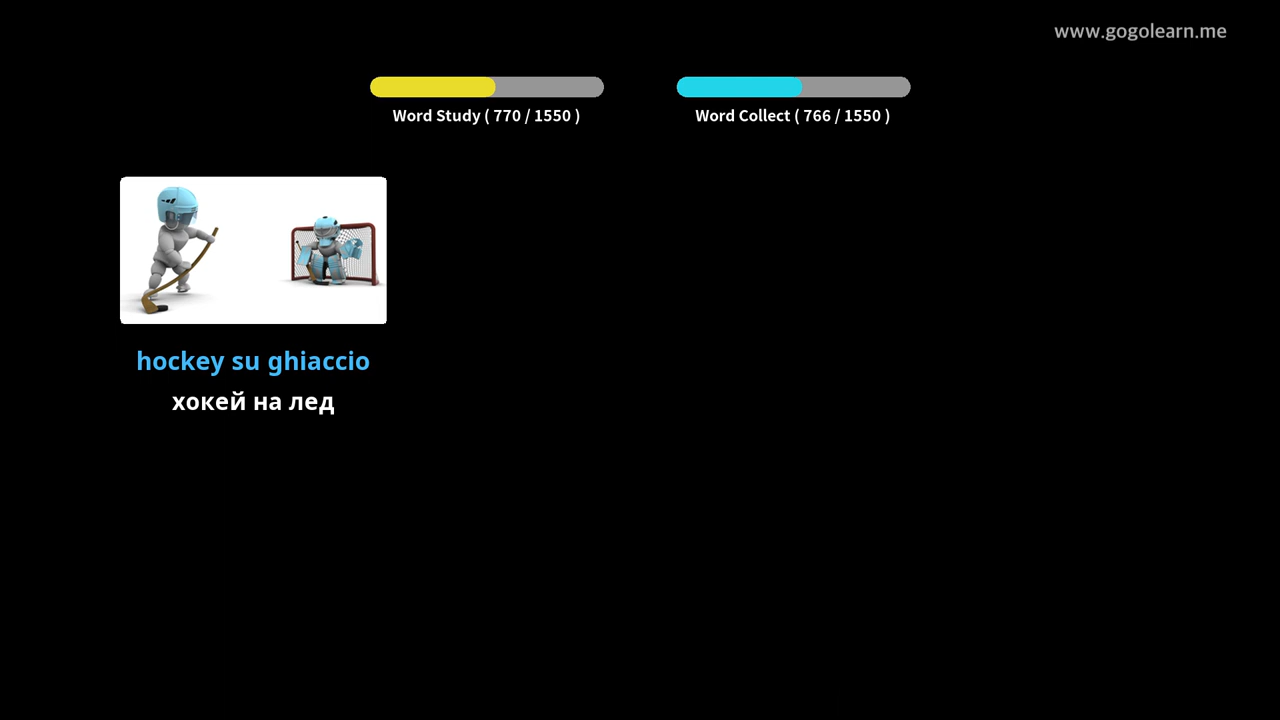 www.gogolearn.me
Word Study ( 770 / 1550 )
Word Collect ( 766 / 1550 )
hockey su ghiaccio
хокей на лед